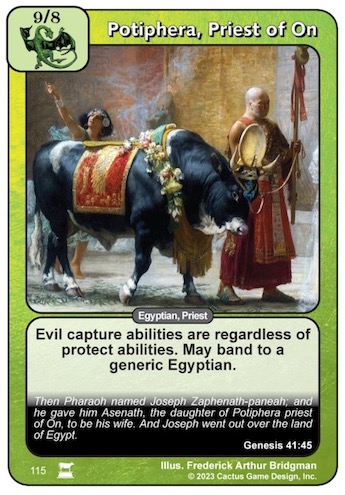 9/8
Potiphera, Priest of On
Egyptian, Priest
Evil capture abilities are regardless of
protect abilities. May band to a
generic Egyptian.
Then Pharaoh named Joseph Zaphenath-paneah; and
he gave him Asenath, the daughter of Potiphera priest
of On, to be his wife. And Joseph went out over the land
of Egypt.
Genesis 41:45
Illus. Frederick Arthur Bridgman
115
© 2023 Cactus Game Design, Inc.